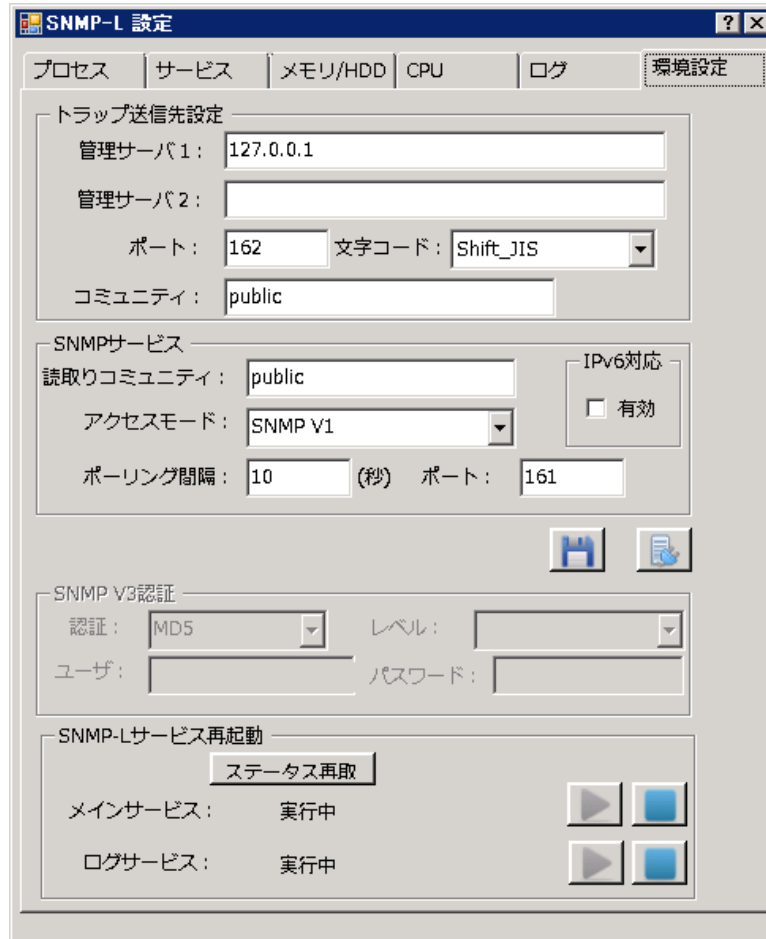 SNMP-L 設定
プロセス サービス メモリ/HDD CPU ログ 環境設定
トラップ送信先設定
管理サーバ1: 127.0.0.1
管理サーバ2:
ポート: 162 文字コード: Shift_JIS
コミュニティ: public
SNMPサービス
読取りコミュニティ: public
IPv6対応
アクセスモード: SNMP V1
有効
ポーリング間隔: 10 (秒) ポート: 161
SNMP V3認証
認証: MD5 レベル:
ユーザ: パスワード:
SNMP-Lサービス再起動
ステータス再取
メインサービス: 実行中
ログサービス: 実行中